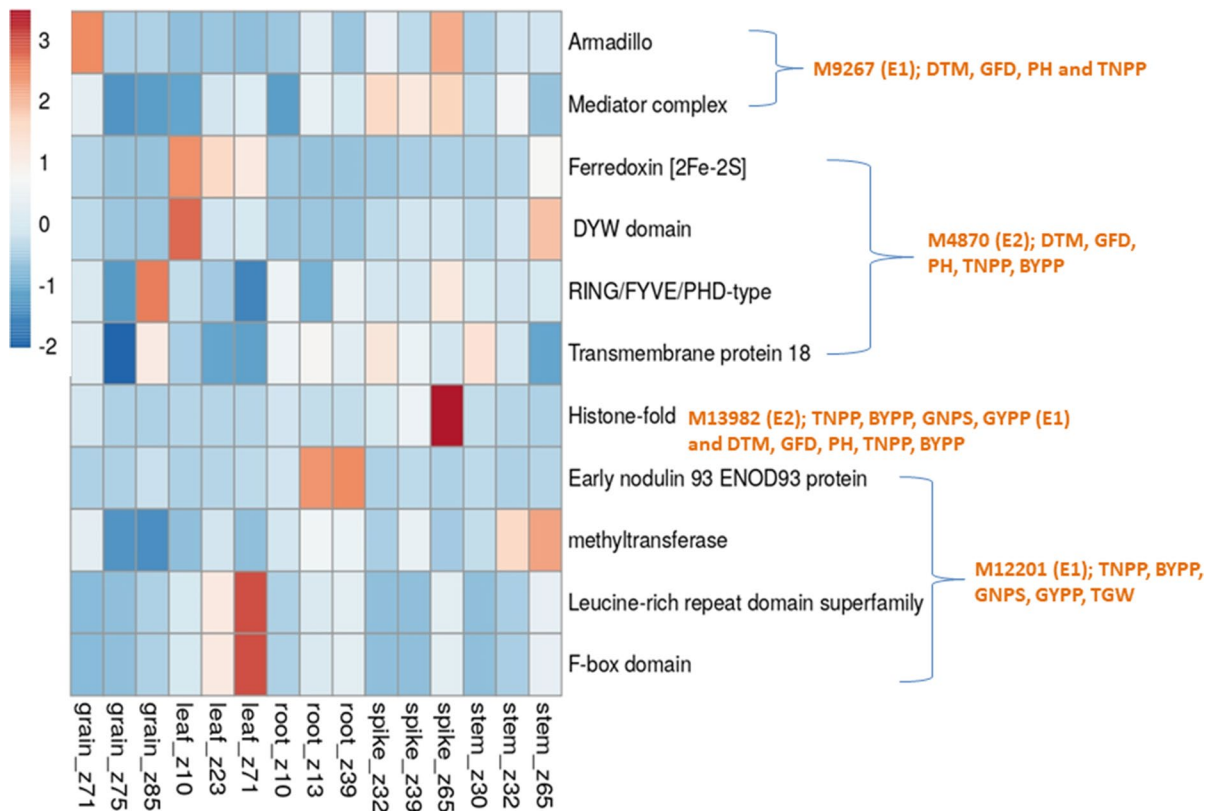 3
2
1
0
-1
-2
Armadillo
Mediator complex
Ferredoxin [2Fe-2S]
DYW domain
RING/FYVE/PHD-type
Transmembrane protein 18
Histone-fold
Early nodulin 93 ENOD93 protein
methyltransferase
Leucine-rich repeat domain superfamily
F-box domain
M9267 (E1); DTM, GFD, PH and TNPP
M4870 (E2); DTM, GFD,
PH, TNPP, BYPP
M13982 (E2); TNPP, BYPP, GNPS, GYPP (E1)
and DTM, GFD, PH, TNPP, BYPP
M12201 (E1); TNPP, BYPP,
GNPS, GYPP, TGW
grain_z71
grain_z75
grain_z85
leaf_z10
leaf_z23
leaf_z71
root_z10
root_z13
root_z39
spike_z32
spike_z39
spike_z65
stem_z30
stem_z32
stem_z65